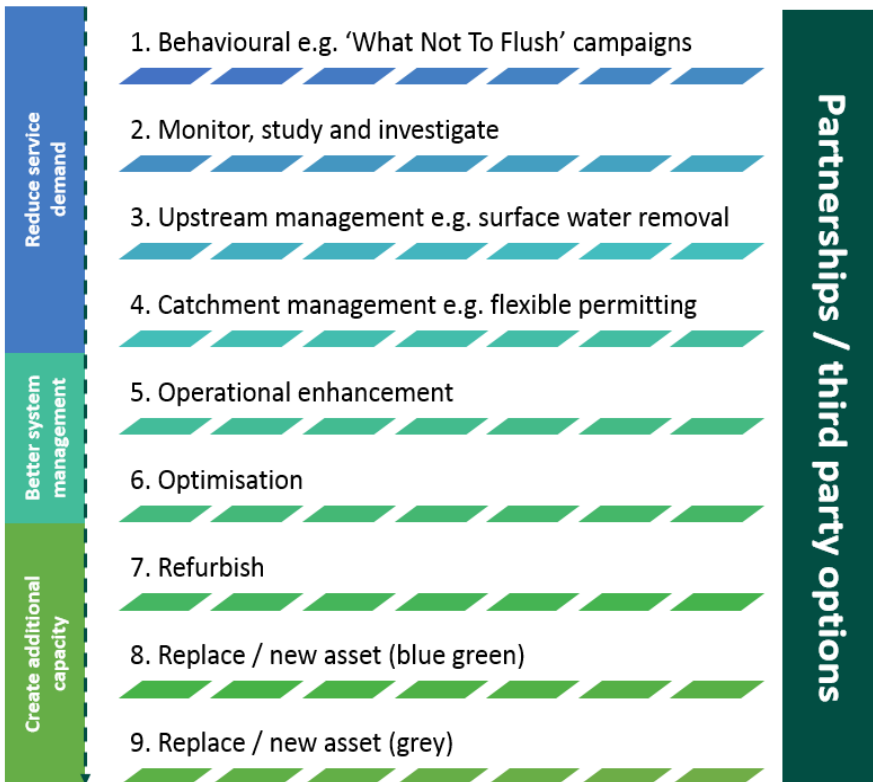 Reduce service
demand
1. Behavioural e.g. ‘What Not To Flush’ campaigns
2. Monitor, study and investigate
3. Upstream management e.g. surface water removal
4. Catchment management e.g. flexible permitting
Better system
management
5. Operational enhancement
6. Optimisation
Create additional
capacity
7. Refurbish
8. Replace / new asset (blue green)
9. Replace / new asset (grey)
Partnerships / third party options